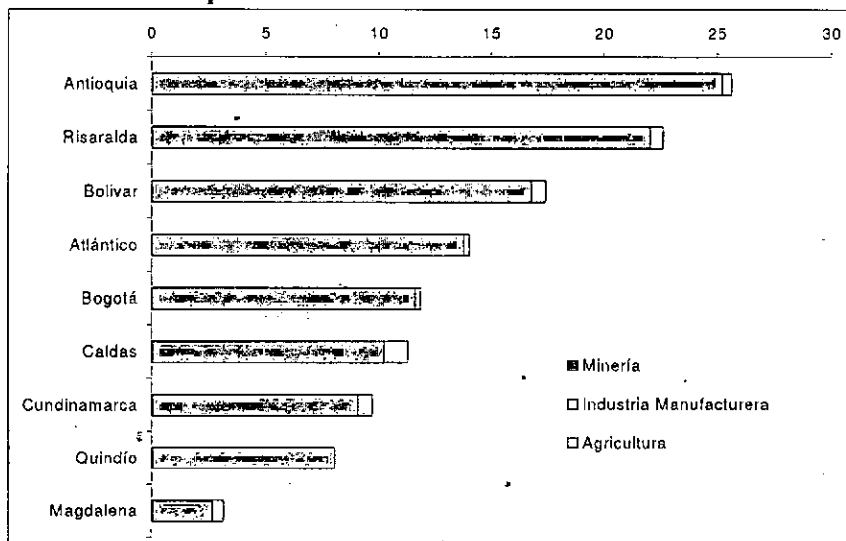 0 5 10 15 20 25 30
Antioquia
Risaralda
Bolívar
Atlántico
Bogotá
Caldas
Cundinamarca
Quindío
Magdalena
Minería
Industria Manufacturera
Agricultura